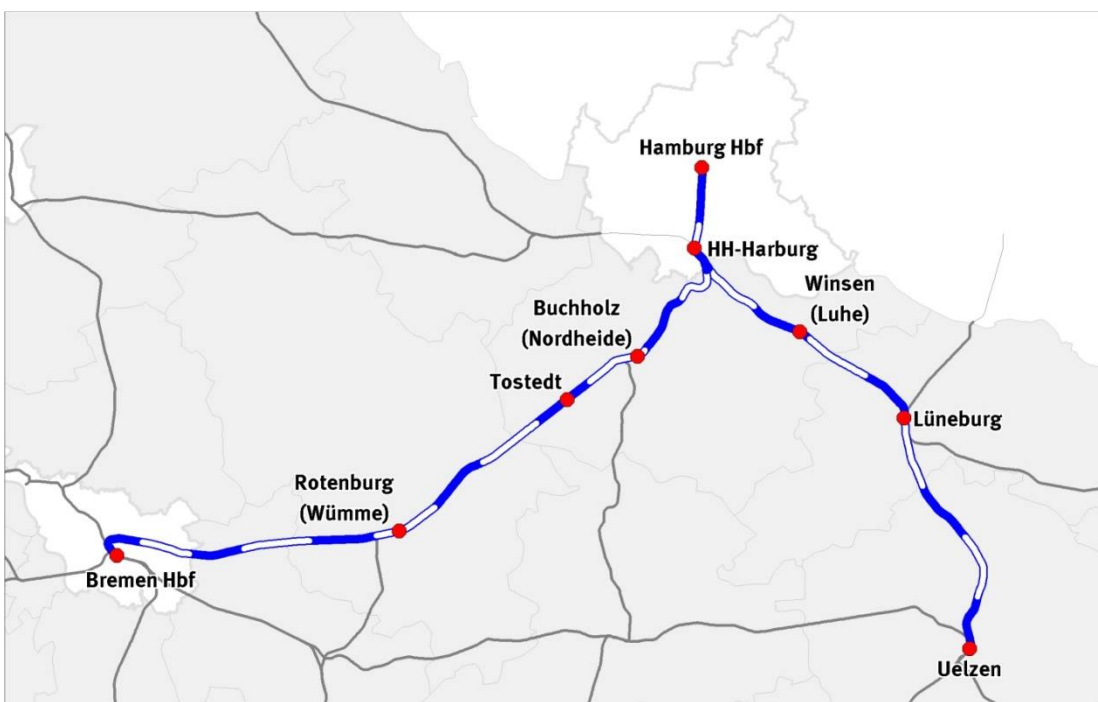 Hamburg Hbf
HH-Harburg
Winsen
(Luhe)
Buchholz
(Nordheide)
Tostedt
Lüneburg
Rotenburg
(Wümme)
Bremen Hbf
Uelzen